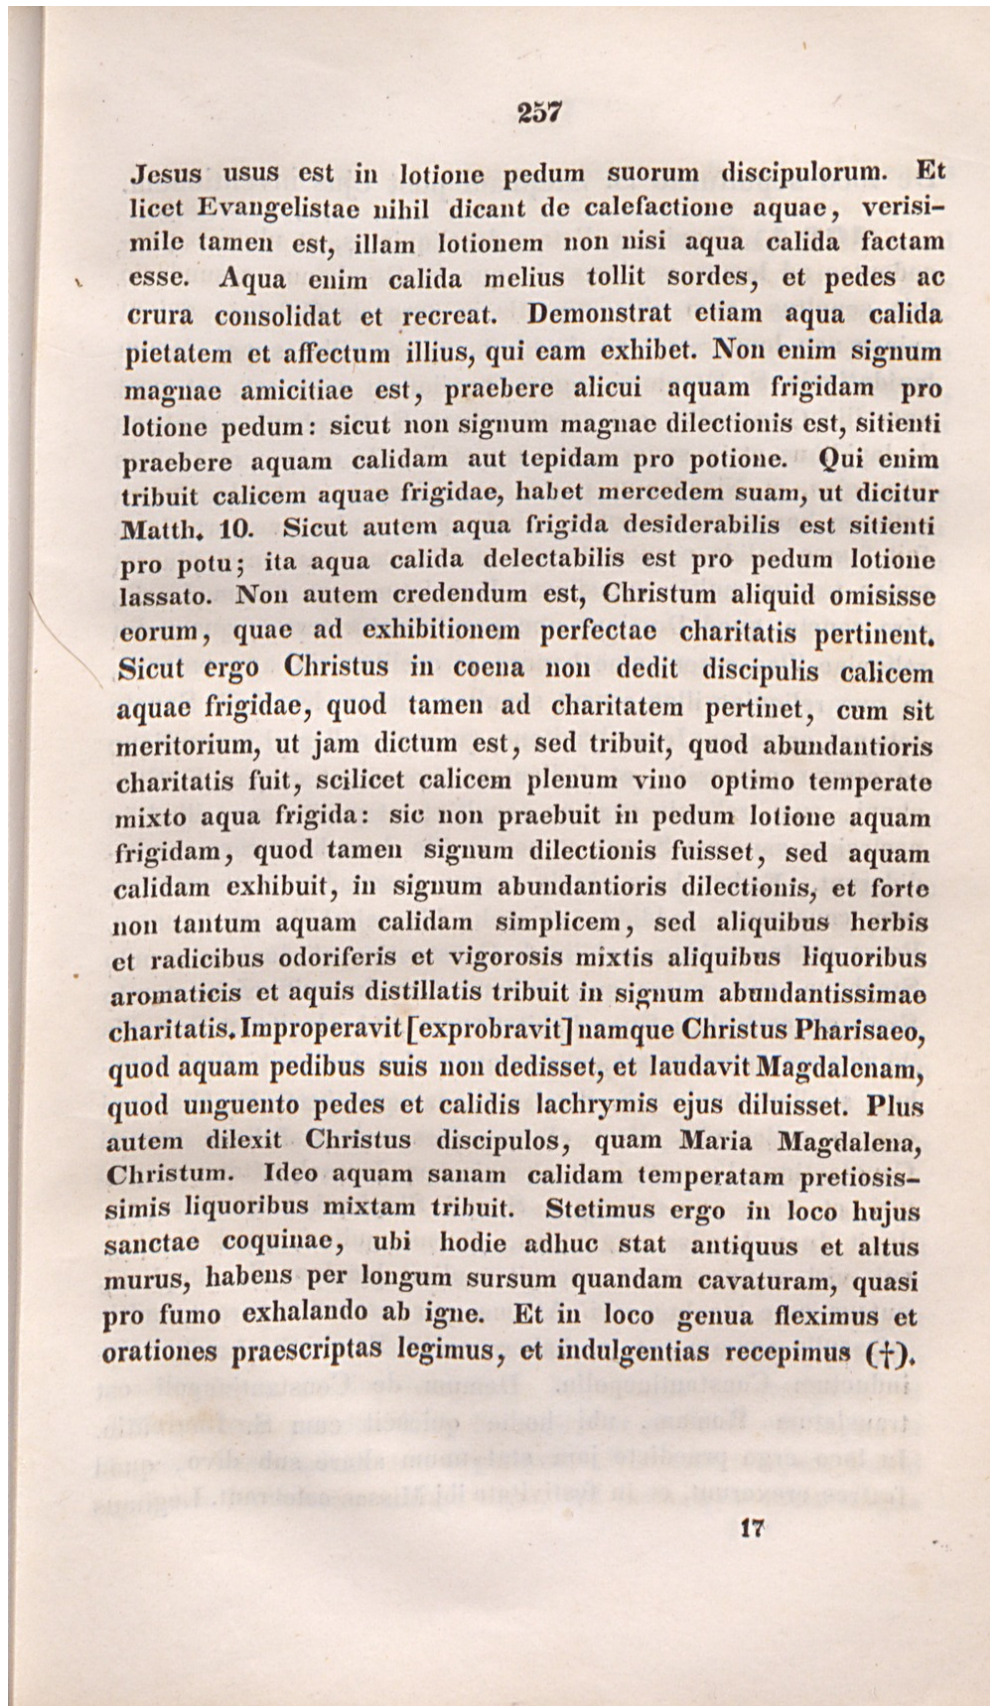 257
Jesus usus est in lotione pedum suorum discipulorum. Et
licet Evangelistae nihil dicant de calefactione aquae, verisi-
mile tamen est, illam lotionem non nisi aqua calida factam
esse. Aqua enim calida melius tollit sordes, et pedes ac
crura consolidat et recreat. Demonstrat etiam aqua calida
pietatem et affectum illius, qui eam exhibet. Non enim signum
magnae amicitiae est, praebere alicui aquam frigidam pro
lotione pedum: sicut non signum magnae dilectionis est, sitienti
praebere aquam calidam aut tepidam pro potione. Qui enim
tribuit calicem aquae frigidae, habet mercedem suam, ut dicitur
Matth. 10. Sicut autem aqua frigida desiderabilis est sitienti
pro potu; ita aqua calida delectabilis est pro pedum lotione
lassato. Non autem credendum est, Christum aliquid omisisse
eorum, quae ad exhibitionem perfectae charitatis pertinent.
Sicut ergo Christus in coena non dedit discipulis calicem
aquae frigidae, quod tamen ad charitatem pertinet, cum sit
meritorium, ut jam dictum est, sed tribuit, quod abundantioris
charitatis fuit, scilicet calicem plenum vino optimo temperate
mixto aqua frigida: sic non praebuit in pedum lotione aquam
frigidam, quod tamen signum dilectionis fuisset, sed aquam
calidam exhibuit, in signum abundantioris dilectionis, et forte
non tantum aquam calidam simplicem, sed aliquibus herbis
et radicibus odoriferis et vigorosis mixtis aliquibus liquoribus
aromaticis et aquis distillatis tribuit in signum abundantissimae
charitatis. Improperavit [exprobravit] namque Christus Pharisaeo,
quod aquam pedibus suis non dedisset, et laudavit Magdalenam,
quod unguento pedes et calidis lachrymis ejus diluisset. Plus
autem dilexit Christus discipulos, quam Maria Magdalena,
Christum. Ideo aquam sanam calidam temperatam pretiosis-
simis liquoribus mixtam tribuit. Stetimus ergo in loco hujus
sanctae coquinae, ubi hodie adhuc stat antiquus et altus
murus, habens per longum sursum quandam cavaturam, quasi
pro fumo exhalando ab igne. Et in loco genua fleximus et
orationes praescriptas legimus, et indulgentias recepimus (†).
17